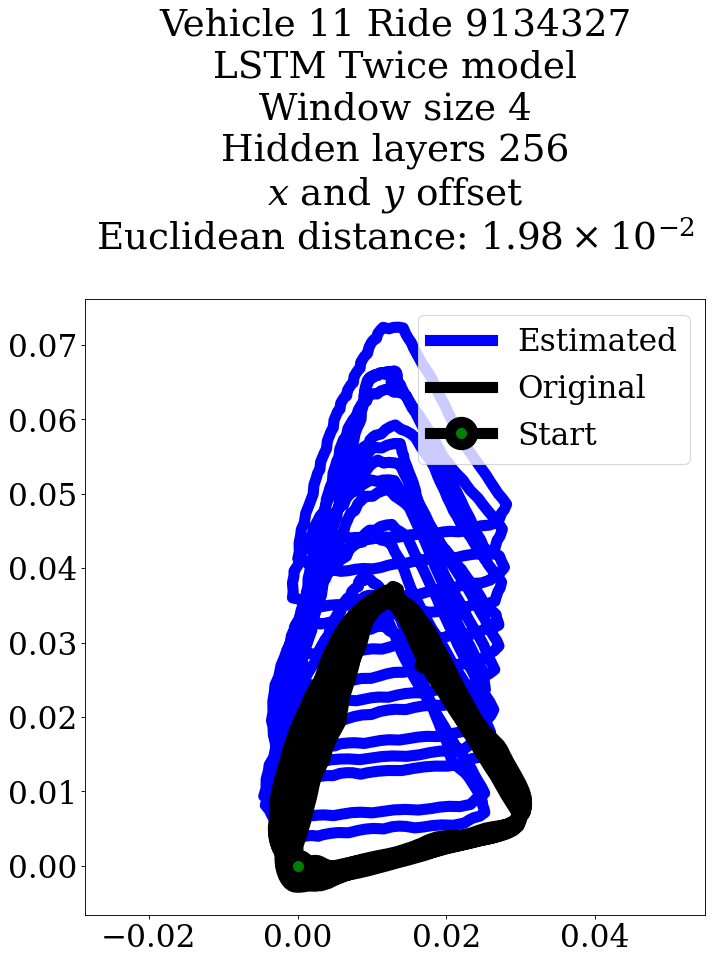 Vehicle 11 Ride 9134327
LSTM Twice model
Window size 4
Hidden layers 256
x and y offset
Euclidean distance: 1.98 × 10⁻²
Estimated
Original
Start
0.07
0.06
0.05
0.04
0.03
0.02
0.01
0.00
−0.02 0.00 0.02 0.04